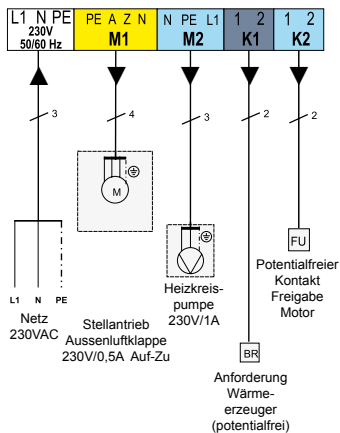 L1 N PE
230V
50/60 Hz
PE A Z N
M1
N PE L1
M2
1 2
K1
1 2
K2
3
4
3
2
2
M
FU
Potentialfreier
Kontakt
Freigabe
Motor
L1 N PE
Netz
230VAC
Stellantrieb
Aussenluftklappe
230V/0,5A Auf-Zu
Heizkreis-
pumpe
230V/1A
BR
Anforderung
Wärme-
erzeuger
(potentialfrei)